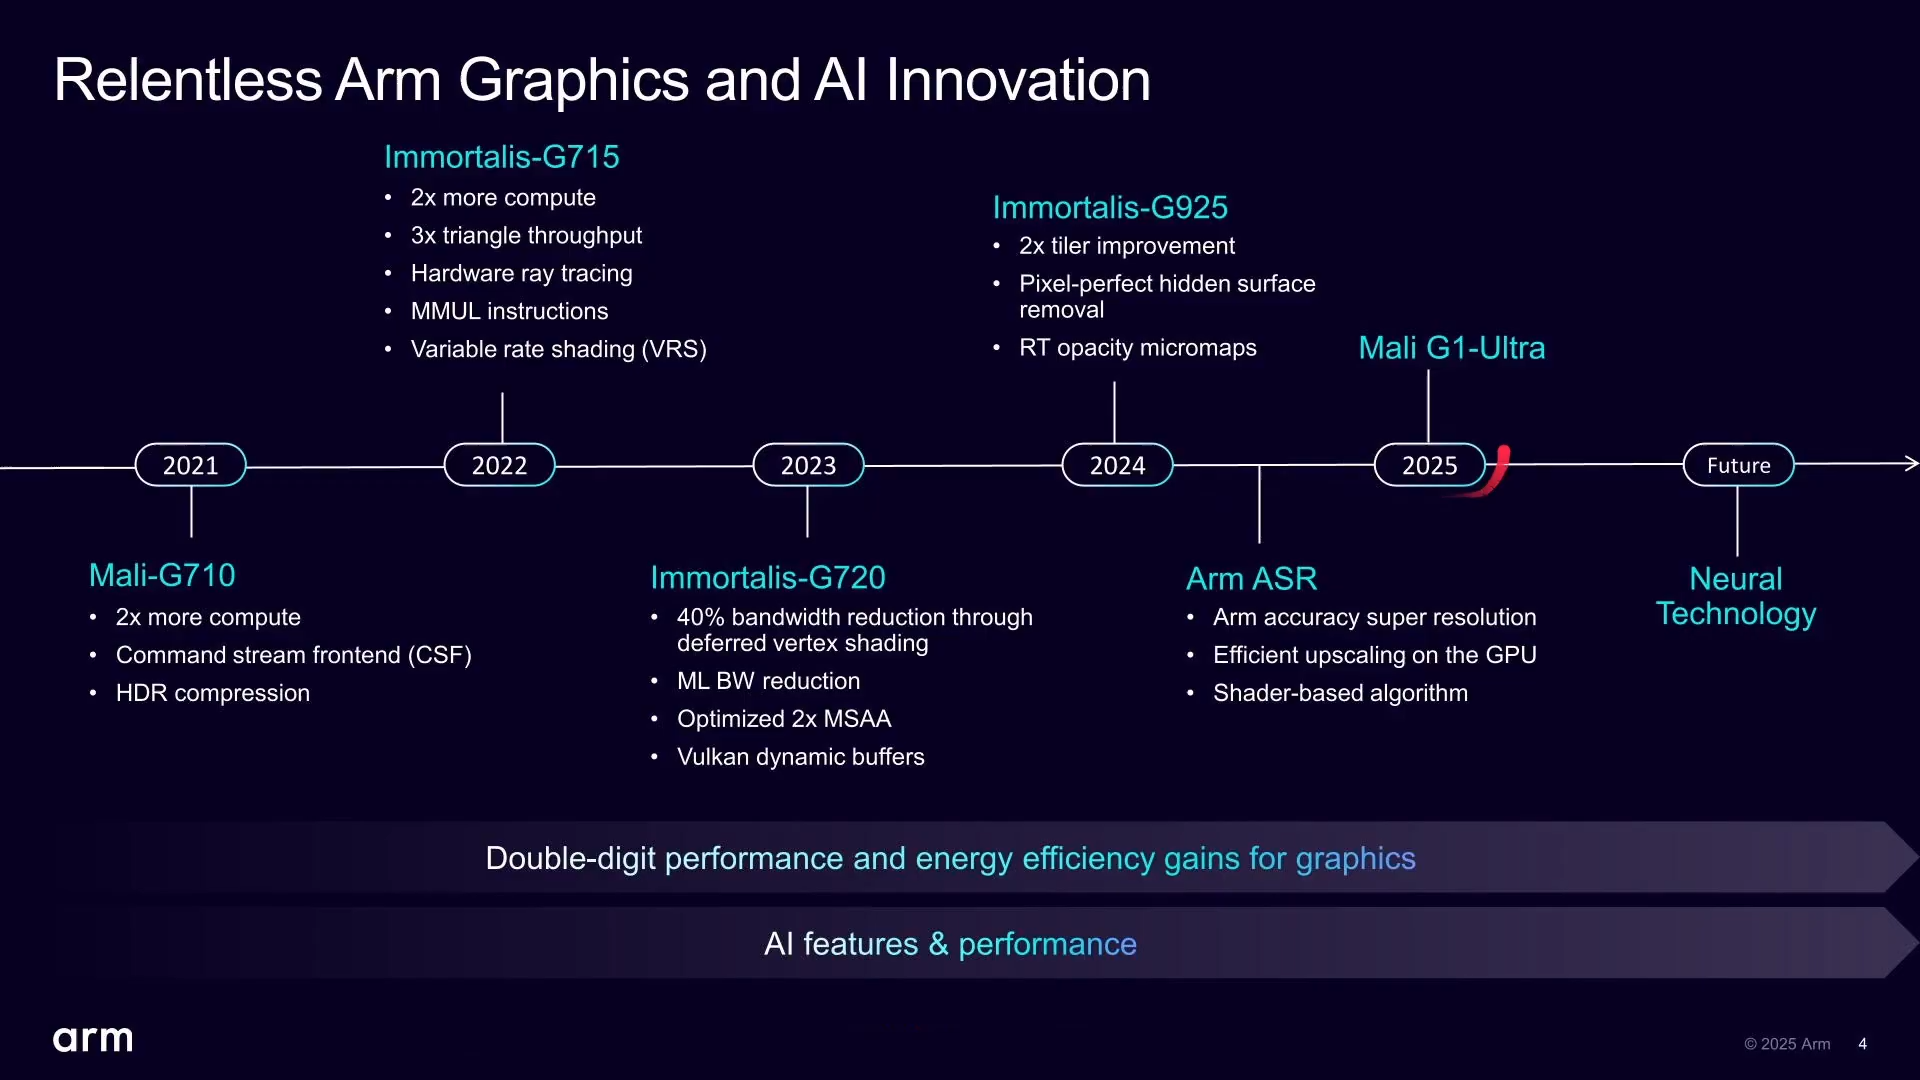 Relentless Arm Graphics and AI Innovation
Immortalis-G715
• 2x more compute
• 3x triangle throughput
• Hardware ray tracing
• MMUL instructions
• Variable rate shading (VRS)
Immortalis-G925
• 2x tiler improvement
• Pixel-perfect hidden surface
removal
• RT opacity micromaps
Mali G1-Ultra
2021
2022
2023
2024
2025
Future
Mali-G710
• 2x more compute
• Command stream frontend (CSF)
• HDR compression
Immortalis-G720
• 40% bandwidth reduction through
deferred vertex shading
• ML BW reduction
• Optimized 2x MSAA
• Vulkan dynamic buffers
Arm ASR
• Arm accuracy super resolution
• Efficient upscaling on the GPU
• Shader-based algorithm
Neural
Technology
Double-digit performance and energy efficiency gains for graphics
AI features & performance
arm
© 2025 Arm
4